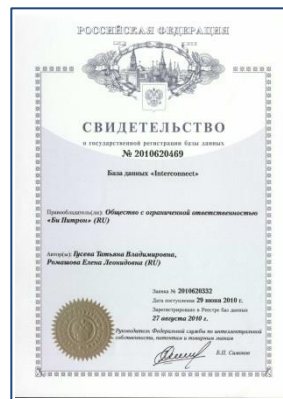 РОССИЙСКАЯ ФЕДЕРАЦИЯ
СВИДЕТЕЛЬСТВО
о государственной регистрации базы данных
№ 2010620469
База данных «Interconnect»
Правообладатель(ли): Общество с ограниченной ответственностью
«Би Питрон» (RU)
Автор(ы): Гусева Татьяна Владимировна,
Ромашова Елена Леонидовна (RU)
Заявка № 2010620332
Дата поступления 29 июня 2010 г.
Зарегистрировано в Реестре баз данных
27 августа 2010 г.
Руководитель Федеральной службы по интеллектуальной
собственности, патентам и товарным знакам
Б.П. Симонов